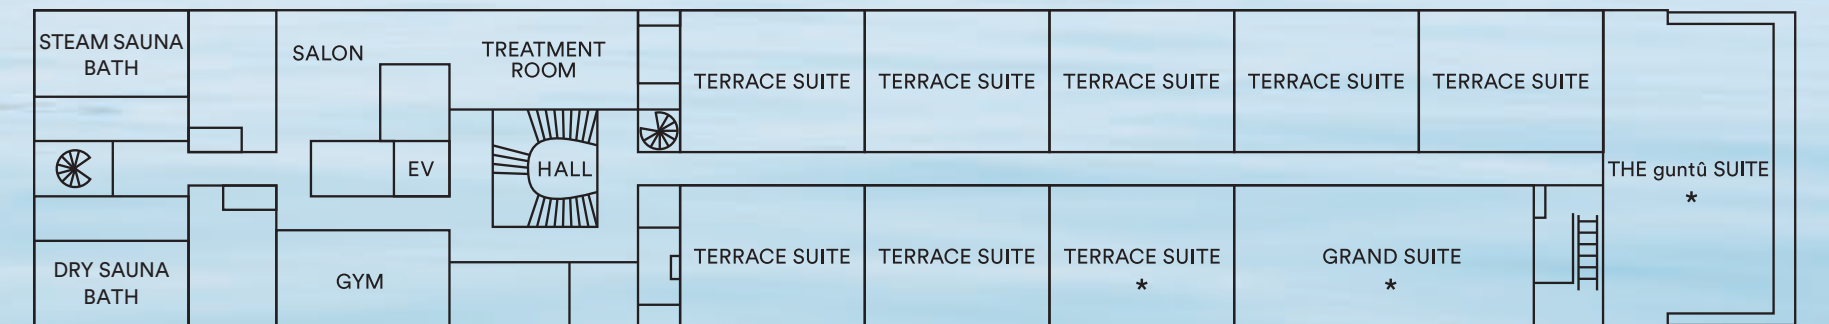 STEAM SAUNA
BATH
SALON
TREATMENT
ROOM
TERRACE SUITE
TERRACE SUITE
TERRACE SUITE
TERRACE SUITE
TERRACE SUITE
EV
HALL
THE guntû SUITE
*
DRY SAUNA
BATH
GYM
TERRACE SUITE
TERRACE SUITE
TERRACE SUITE
*
GRAND SUITE
*